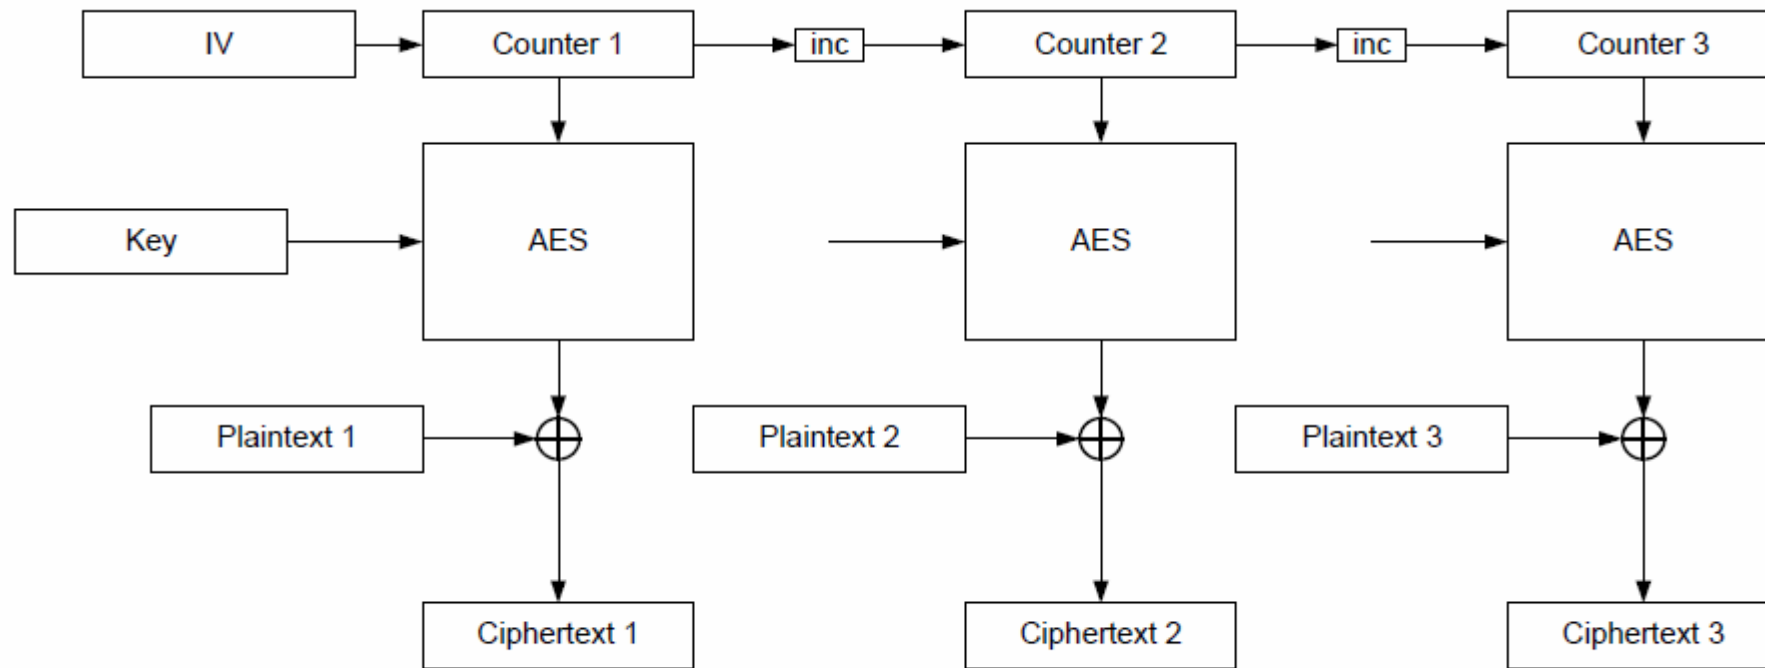 IV
Counter 1
inc
Counter 2
inc
Counter 3
Key
AES
AES
AES
Plaintext 1
Plaintext 2
Plaintext 3
Ciphertext 1
Ciphertext 2
Ciphertext 3